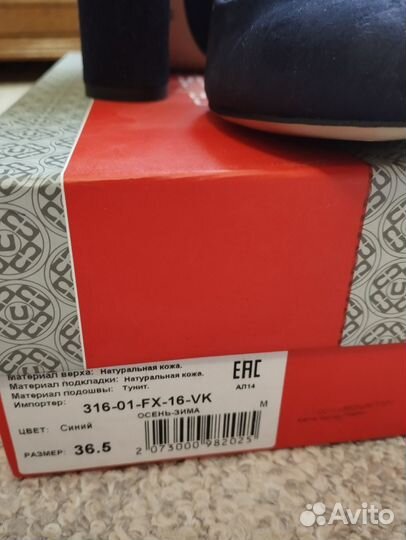 Материал верха: Натуральная кожа.
Материал подкладки: Натуральная кожа.
Материал подошвы: Тунит.
Импортер:
316-01-FX-16-VK
ОСЕНЬ-ЗИМА
M
ЕАС
АЛ14
ЦВЕТ: Синий
РАЗМЕР: 36.5
2 073000 982025
Avito